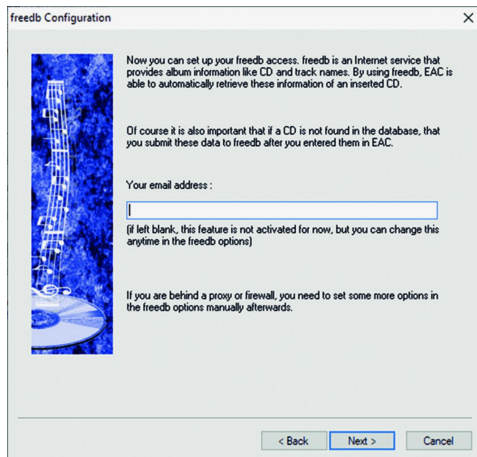 freedb Configuration
Now you can set up your freedb access. freedb is an Internet service that
provides album information like CD and track names. By using freedb, EAC is
able to automatically retrieve these information of an inserted CD.
Of course it is also important that if a CD is not found in the database, that
you submit these data to freedb after you entered them in EAC.
Your email address :
(if left blank, this feature is not activated for now, but you can change this
anytime in the freedb options)
If you are behind a proxy or firewall, you need to set some more options in
the freedb options manually afterwards.
< Back Next > Cancel